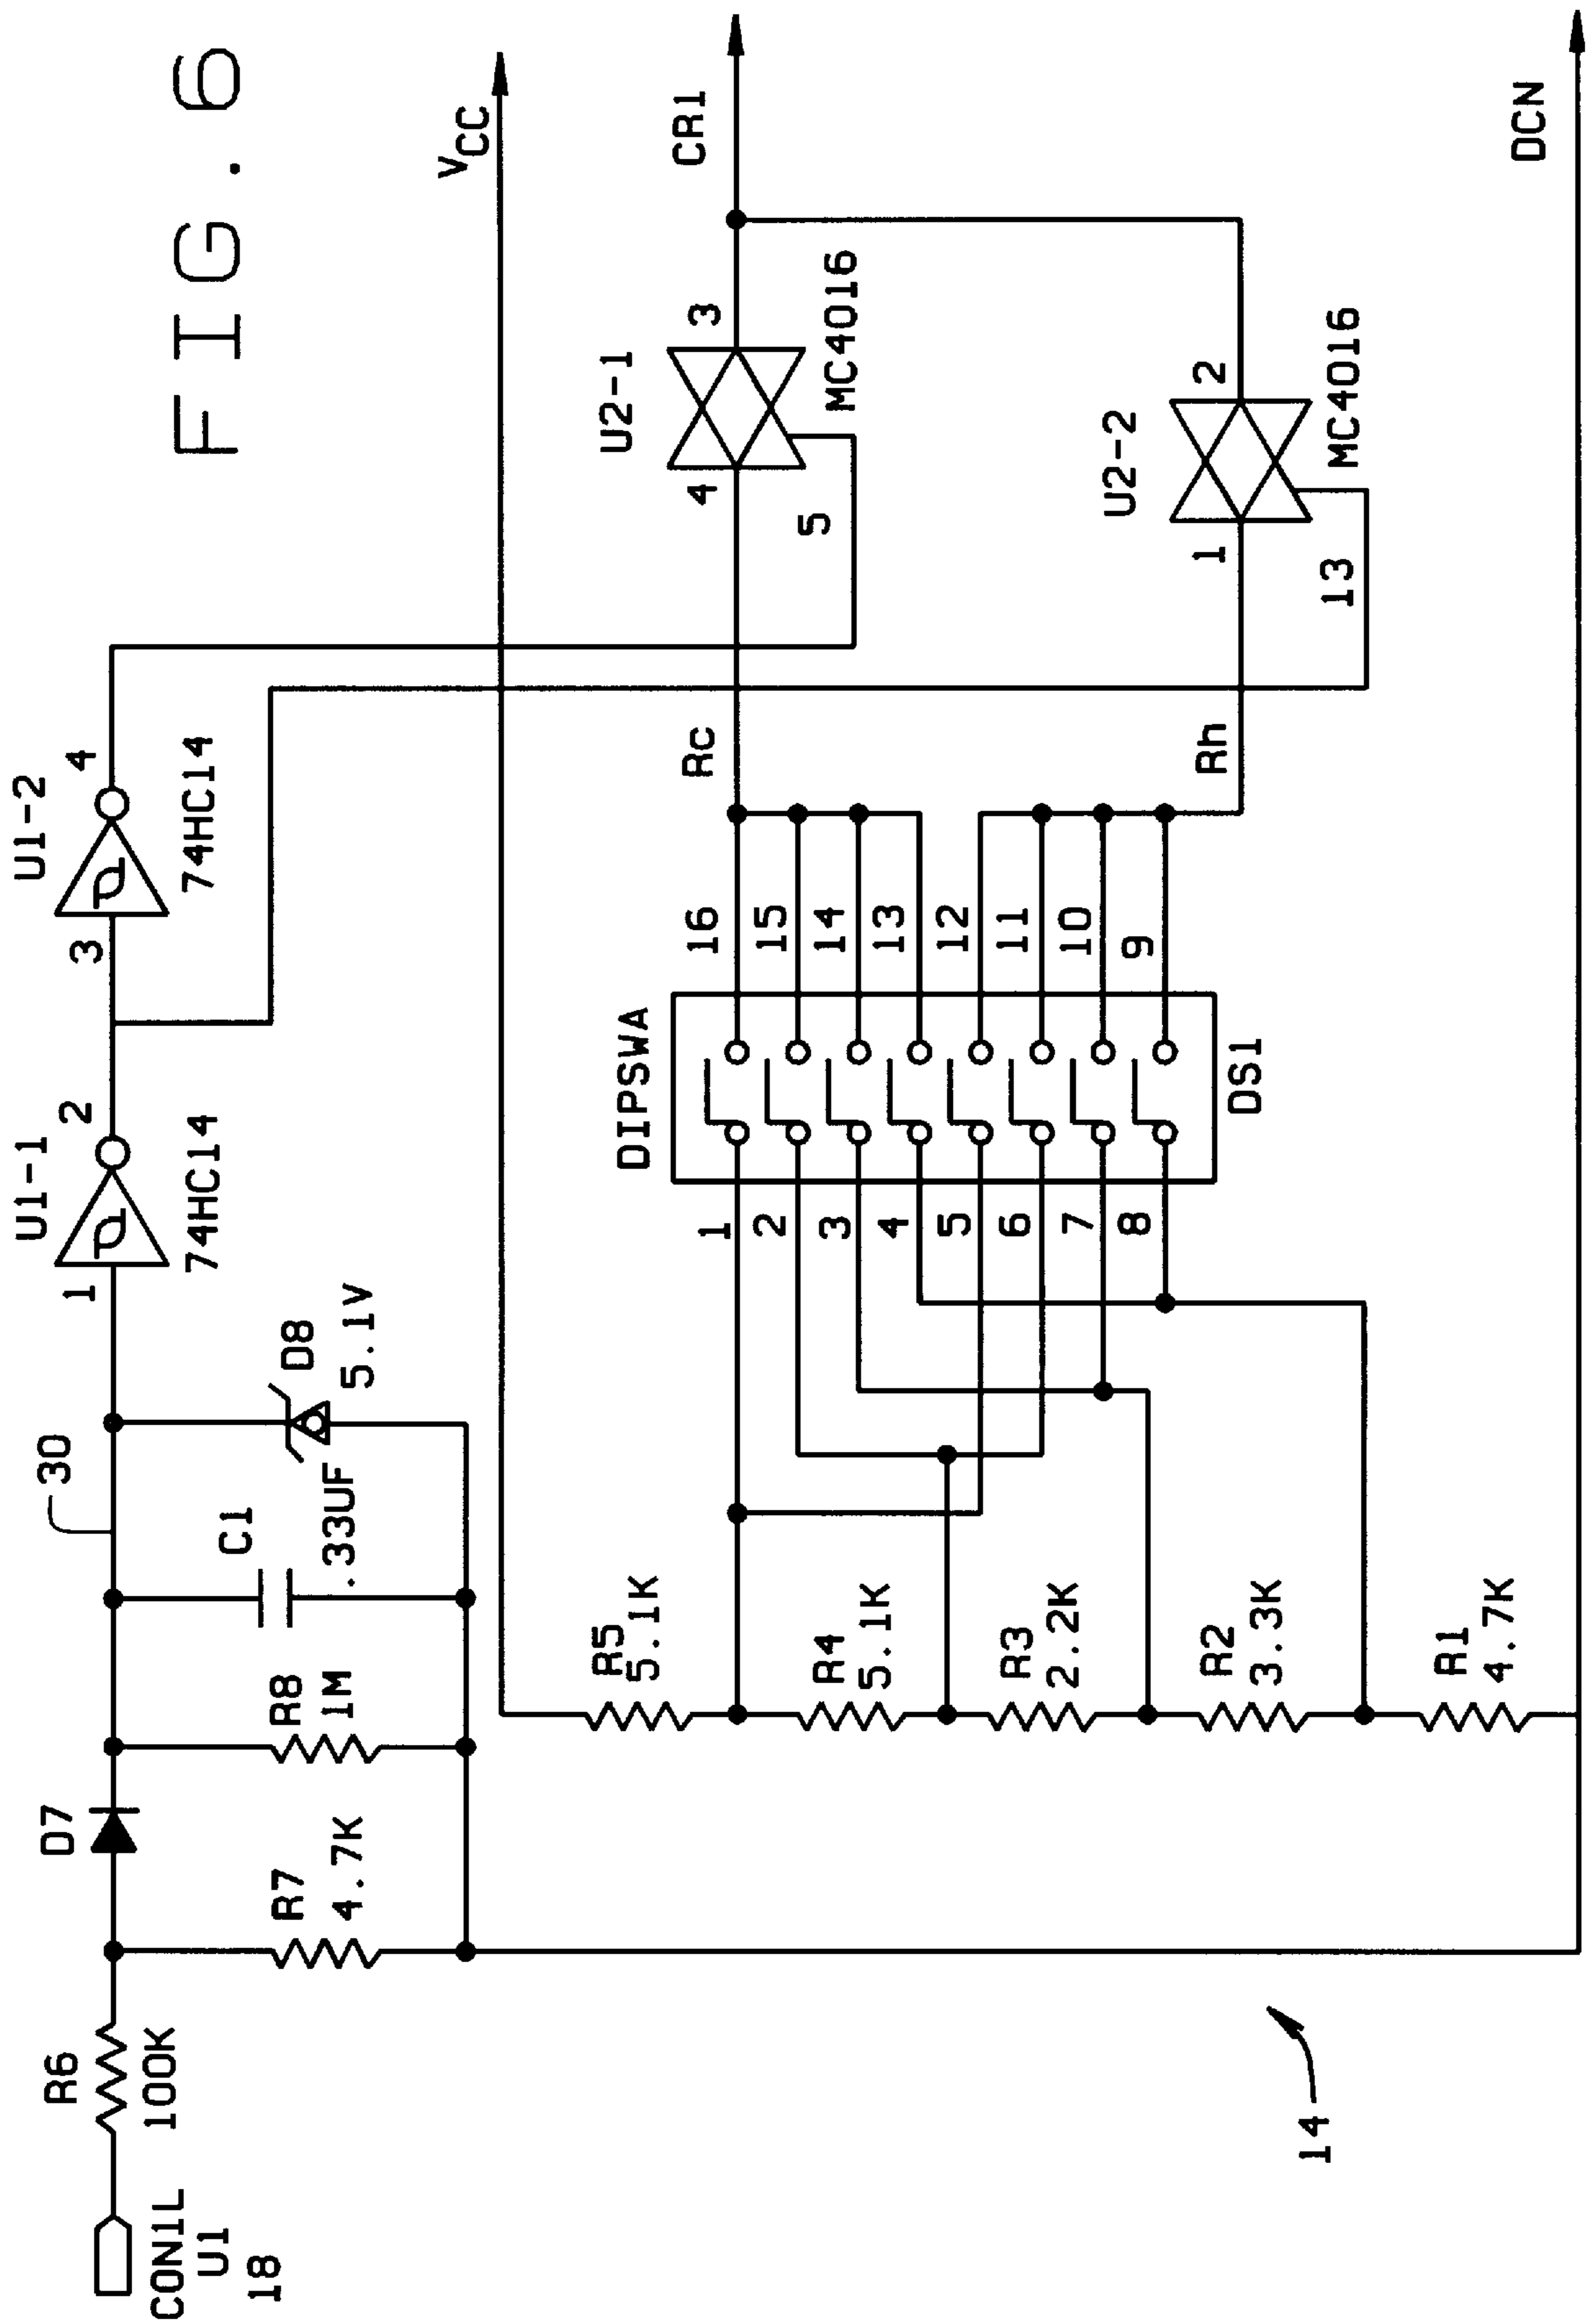 FIG. 6
CON1L
U1
18
R6
100K
R7
4.7K
D7
R8
1M
C1
.33UF
30
D8
5.1V
1
U1-1
2
74HC14
3
U1-2
4
74HC14
VCC
R5
5.1K
R4
5.1K
R3
2.2K
R2
3.3K
R1
4.7K
DIPSWA
1
2
3
4
5
6
7
8
16
15
14
13
12
11
10
9
DS1
Rc
Rh
4
U2-1
3
5
MC4016
1
U2-2
2
13
MC4016
CR1
DCN
14